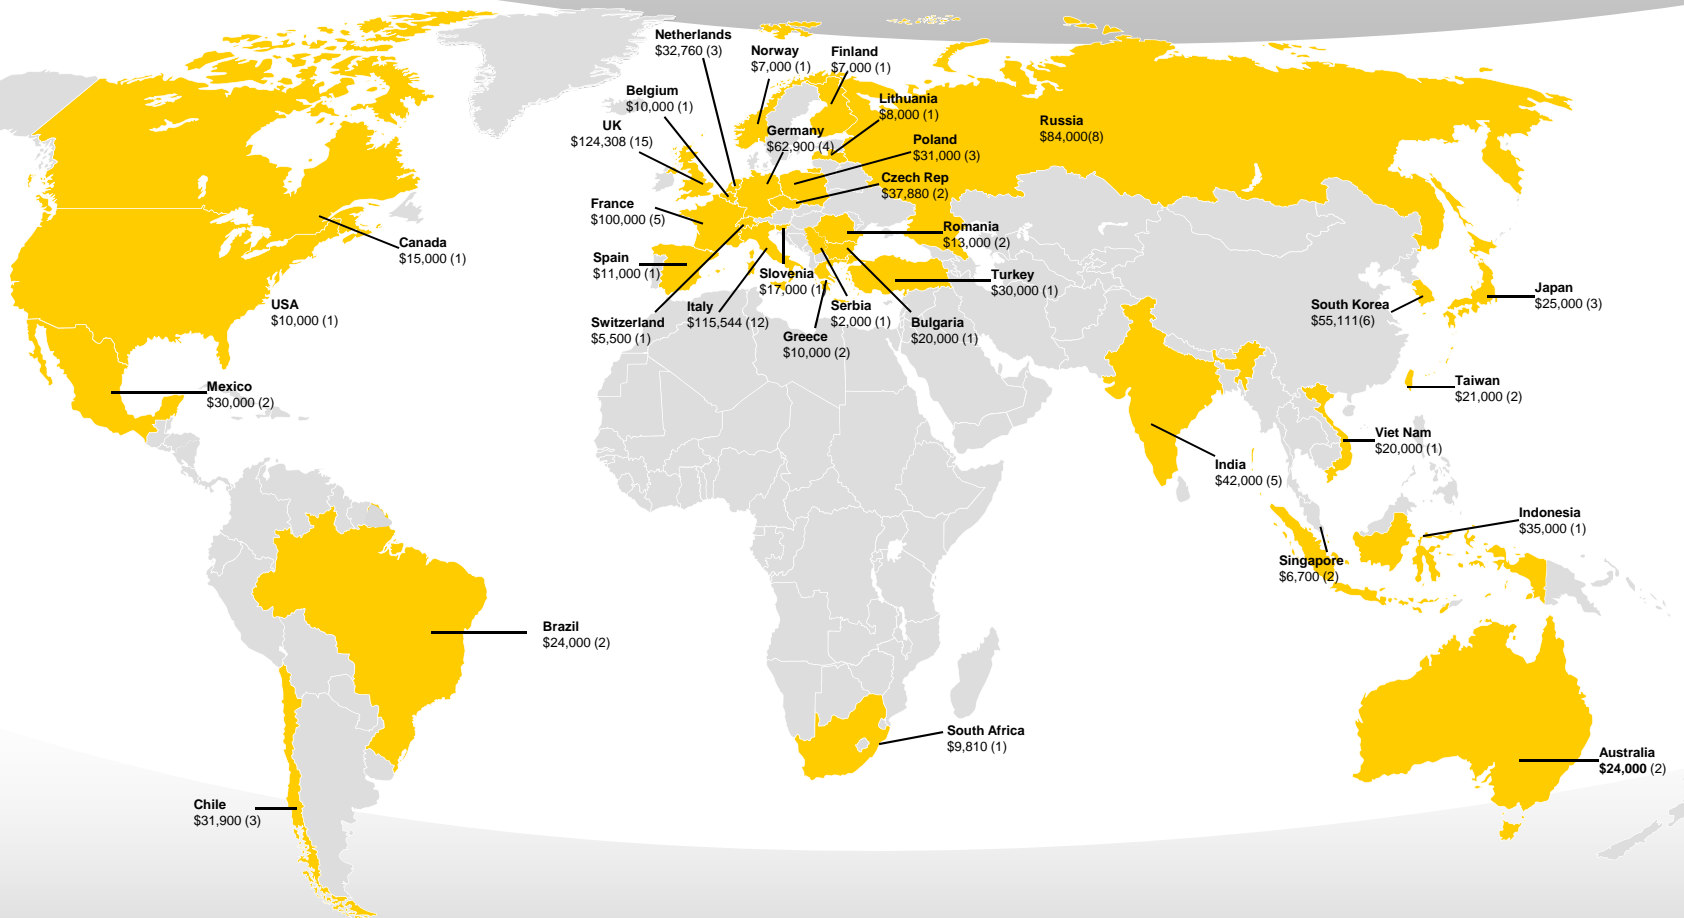 Netherlands
$32,760 (3)
Norway
$7,000 (1)
Finland
$7,000 (1)
Belgium
$10,000 (1)
Lithuania
$8,000 (1)
UK
$124,308 (15)
Germany
$62,900 (4)
Russia
$84,000(8)
Poland
$31,000 (3)
Czech Rep
$37,880 (2)
France
$100,000 (5)
Romania
$13,000 (2)
Canada
$15,000 (1)
Spain
$11,000 (1)
Slovenia
$17,000 (1)
Turkey
$30,000 (1)
USA
$10,000 (1)
Switzerland
$5,500 (1)
Italy
$115,544 (12)
Serbia
$2,000 (1)
Greece
$10,000 (2)
Bulgaria
$20,000 (1)
South Korea
$55,111(6)
Japan
$25,000 (3)
Mexico
$30,000 (2)
Taiwan
$21,000 (2)
Viet Nam
$20,000 (1)
India
$42,000 (5)
Indonesia
$35,000 (1)
Singapore
$6,700 (2)
Brazil
$24,000 (2)
South Africa
$9,810 (1)
Australia
$24,000 (2)
Chile
$31,900 (3)